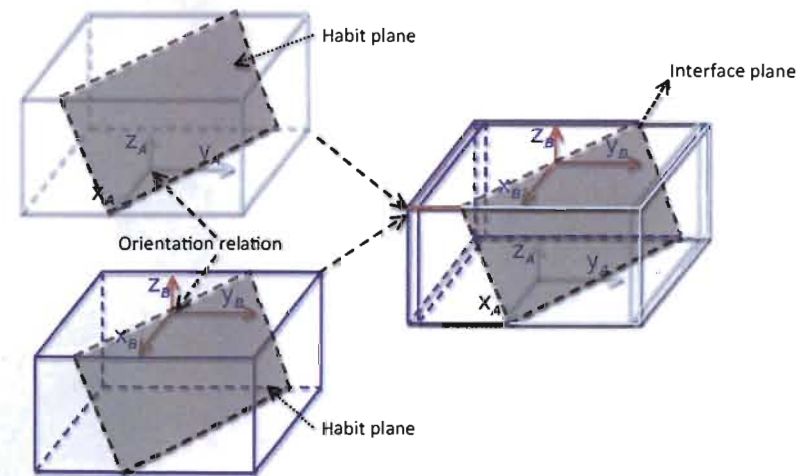 Habit plane
Interface plane
z_A
y
x_A
z_B
y_B
x_B
Orientation relation
z_A
y_A
x_A
z_B
y_B
x_B
Habit plane